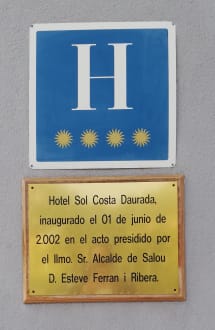 H
Hotel Sol Costa Daurada,
inaugurado el 01 de junio de
2.002 en el acto presidido por
el Ilmo. Sr. Alcalde de Salou
D. Esteve Ferran i Ribera.